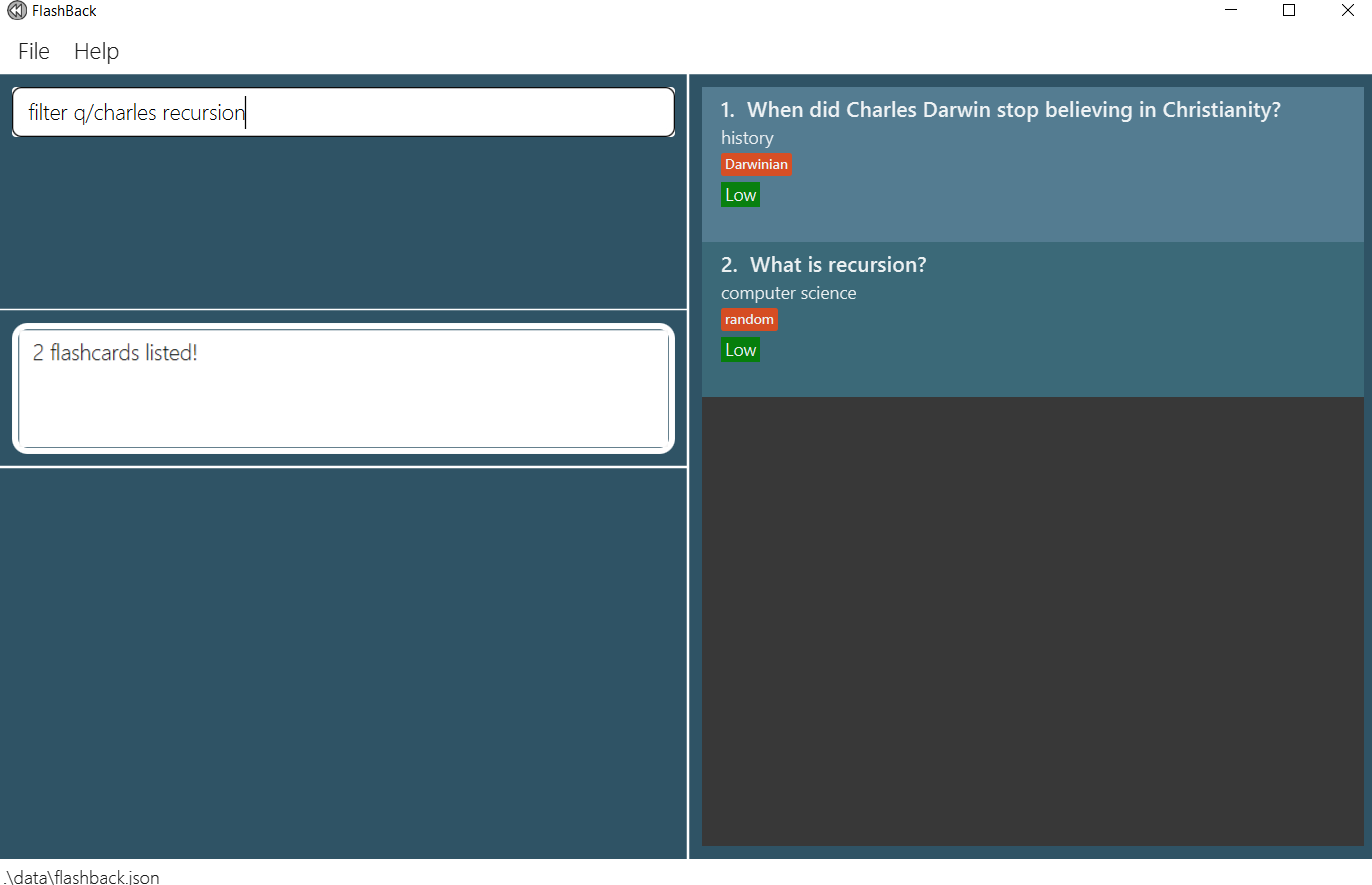 FlashBack
File Help
filter q/charles recursion
2 flashcards listed!
1. When did Charles Darwin stop believing in Christianity?
history
Darwinian
Low
2. What is recursion?
computer science
random
Low
.\data\flashback.json